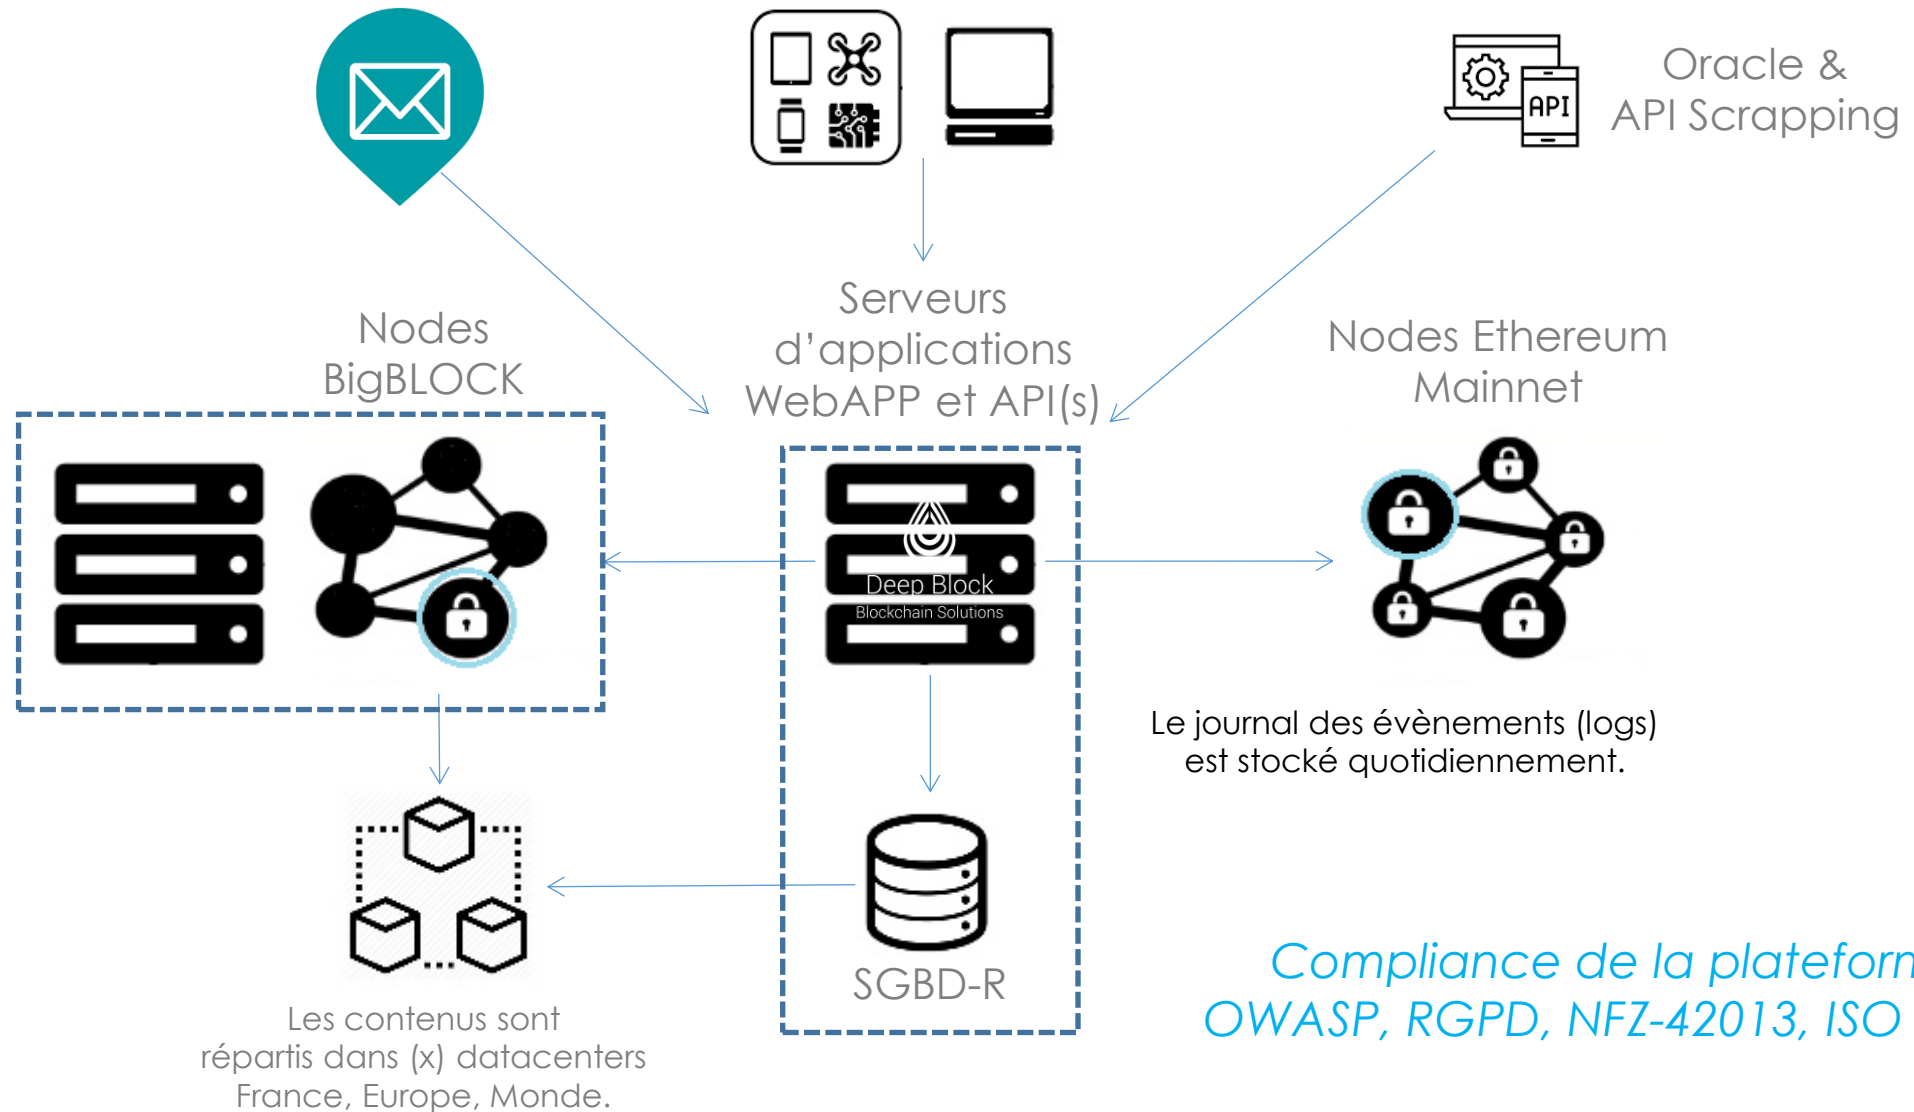 API
Oracle &
API Scrapping
Serveurs
d’applications
WebAPP et API(s)
Nodes
BigBLOCK
Nodes Ethereum
Mainnet
Deep Block
Blockchain Solutions
Le journal des évènements (logs)
est stocké quotidiennement.
SGBD-R
Les contenus sont
répartis dans (x) datacenters
France, Europe, Monde.
Compliance de la
OWASP, RGPD, NFZ-42013, ISO